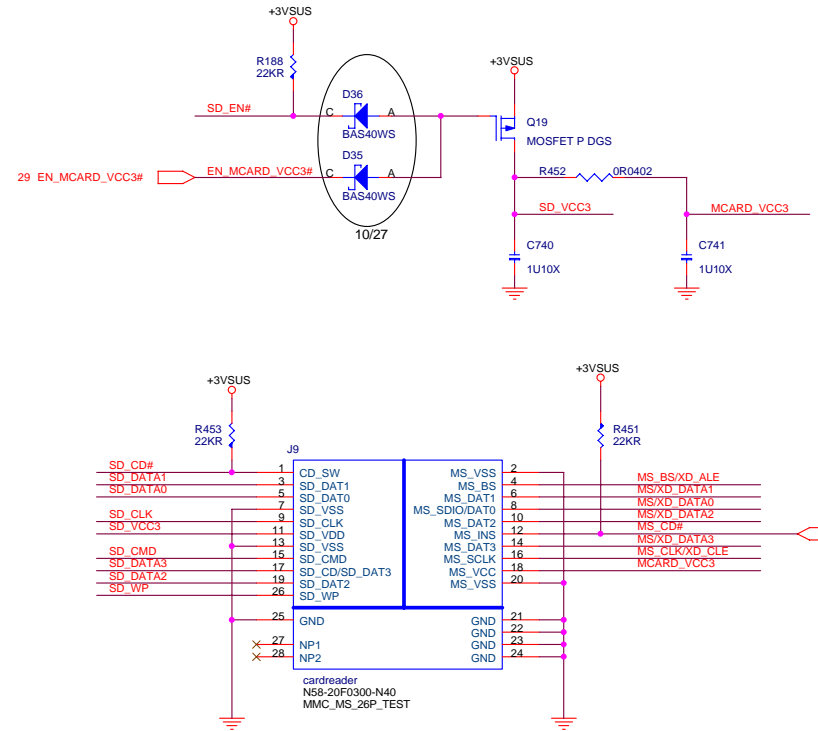 +3VSUS
R188
22KR
+3VSUS
SD_EN#
D36
C
A
BAS40WS
Q19
MOSFET P DGS
29 EN_MCARD_VCC3#
EN_MCARD_VCC3#
D35
C
A
BAS40WS
R452
0R0402
SD_VCC3
MCARD_VCC3
10/27
C740
1U10X
C741
1U10X
+3VSUS
+3VSUS
R453
22KR
R451
22KR
J9
SD_CD# 1 CD_SW
SD_DATA1 3 SD_DAT1
SD_DATA0 5 SD_DAT0
7 SD_VSS
SD_CLK 9 SD_CLK
SD_VCC3 11 SD_VDD
13 SD_VSS
SD_CMD 15 SD_CMD
SD_DATA3 17 SD_CD/SD_DAT3
SD_DATA2 19 SD_DAT2
SD_WP 26 SD_WP
25 GND
27 NP1
28 NP2
MS_VSS 2
MS_BS 4 MS_BS/XD_ALE
MS_DAT1 6 MS/XD_DATA1
MS_SDIO/DAT0 8 MS/XD_DATA0
MS_DAT2 10 MS/XD_DATA2
MS_INS 12 MS_CD#
MS_DAT3 14 MS/XD_DATA3
MS_SCLK 16 MS_CLK/XD_CLE
MS_VCC 18 MCARD_VCC3
MS_VSS 20
GND 21
GND 22
GND 23
GND 24
cardreader
N58-20F0300-N40
MMC_MS_26P_TEST